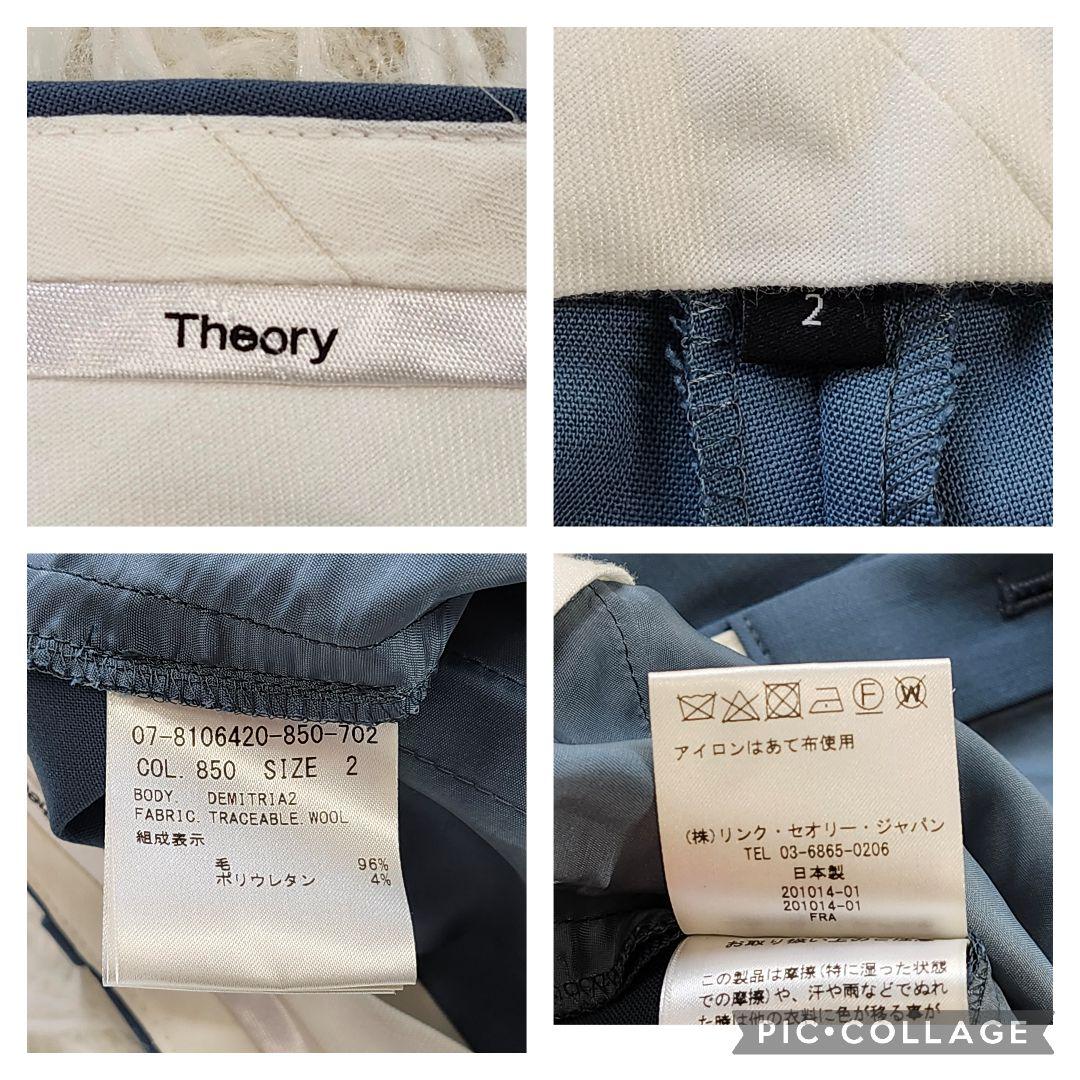 Theory
2
07-8106420-850-702
COL. 850 SIZE 2
BODY. DEMITRIA2
FABRIC. TRACEABLE. WOOL
組成表示
毛 96%
ポリウレタン 4%
アイロンはあて布使用
(株)リンク・セオリー・ジャパン
TEL 03-6865-0206
日本製
201014-01
201014-01
FRA
この製品は摩擦(特に湿った状態
での摩擦)や、汗や雨などでぬれ
た時は他の衣料に色が移る事が
PIC•COLLAGE